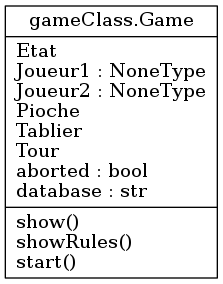 gameClass.Game
Etat
Joueur1 : NoneType
Joueur2 : NoneType
Pioche
Tablier
Tour
aborted : bool
database : str
show()
showRules()
start()